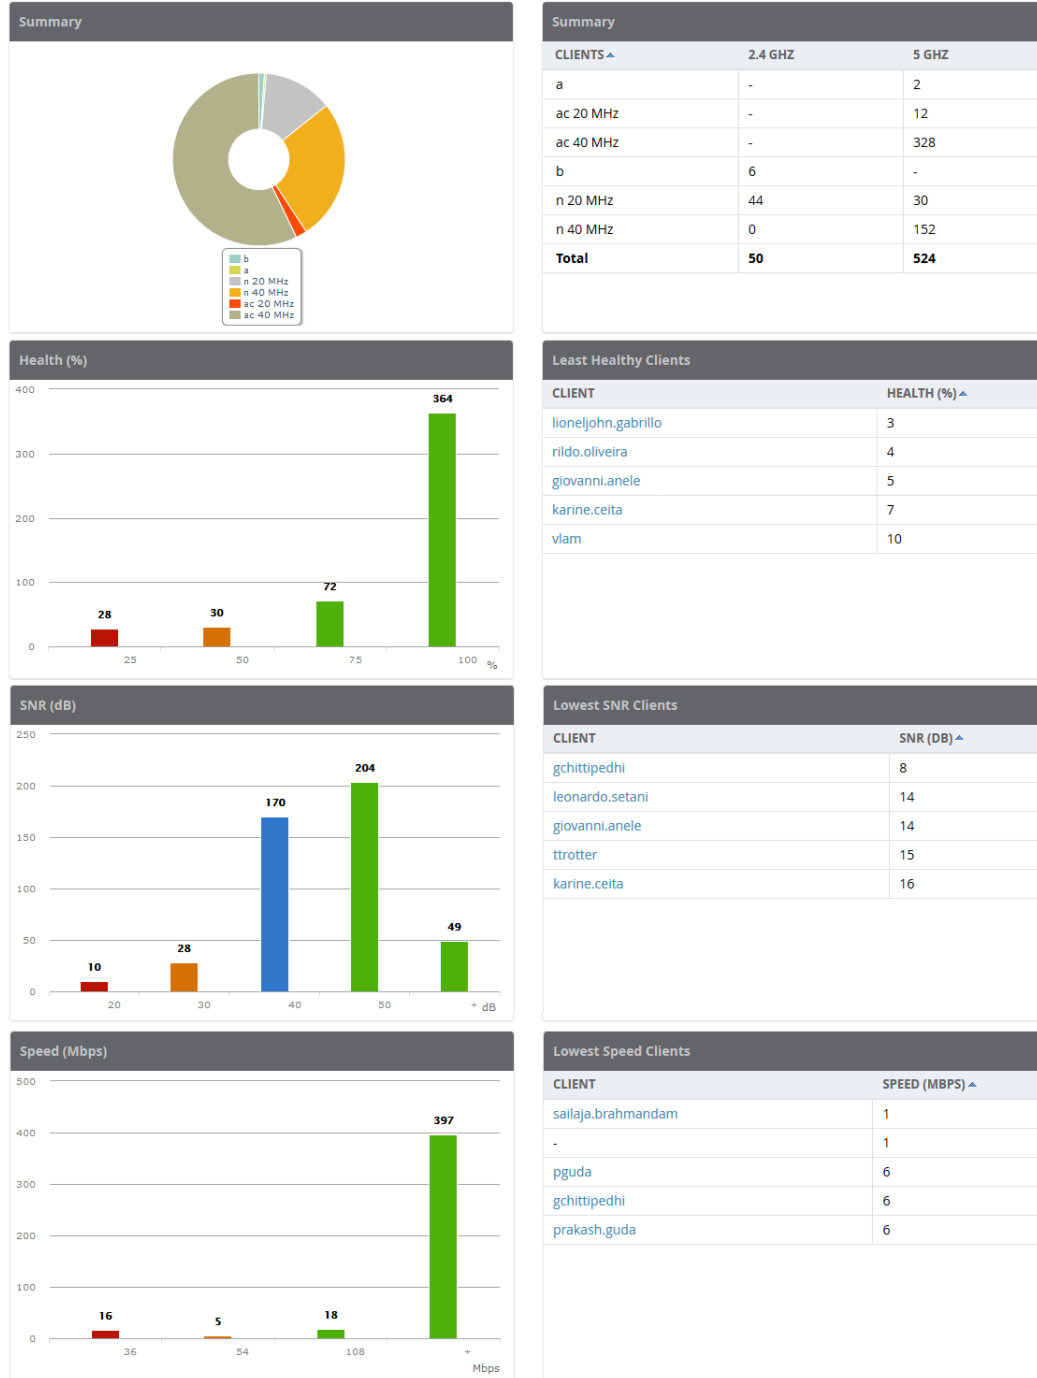 Summary
b
a
n 20 MHz
n 40 MHz
ac 20 MHz
ac 40 MHz
Summary
CLIENTS 2.4 GHZ 5 GHZ
a - 2
ac 20 MHz - 12
ac 40 MHz - 328
b 6 -
n 20 MHz 44 30
n 40 MHz 0 152
Total 50 524
Health (%)
400
364
300
200
100
72
28
30
0
25 50 75 100 %
Least Healthy Clients
CLIENT HEALTH (%)
lioneljohn.gabrillo 3
rildo.oliveira 4
giovanni.anele 5
karine.ceita 7
vlam 10
SNR (dB)
250
204
200
170
150
100
50
49
28
10
0
20 30 40 50 + dB
Lowest SNR Clients
CLIENT SNR (DB)
gchittipedhi 8
leonardo.setani 14
giovanni.anele 14
ttrotter 15
karine.ceita 16
Speed (Mbps)
500
397
400
300
200
100
16
5
18
0
36 54 108 +
Mbps
Lowest Speed Clients
CLIENT SPEED (MBPS)
sailaja.brahmandam 1
- 1
pguda 6
gchittipedhi 6
prakash.guda 6